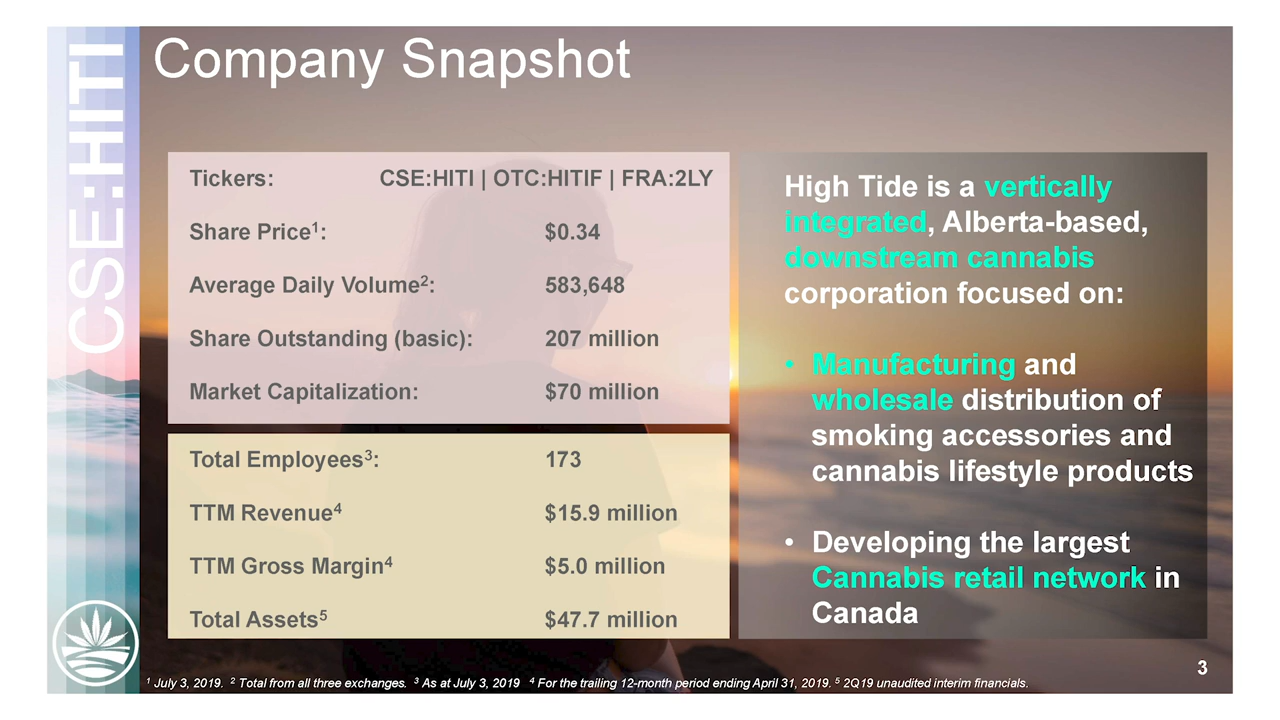 CSE:HITI
Company Snapshot
Tickers: CSE:HITI | OTC:HITIF | FRA:2LY
Share Price¹: $0.34
Average Daily Volume²: 583,648
Share Outstanding (basic): 207 million
Market Capitalization: $70 million
Total Employees³: 173
TTM Revenue⁴ $15.9 million
TTM Gross Margin⁴ $5.0 million
Total Assets⁵ $47.7 million
High Tide is a vertically
integrated, Alberta-based,
downstream cannabis
corporation focused on:
• Manufacturing and
wholesale distribution of
smoking accessories and
cannabis lifestyle products
• Developing the largest
Cannabis retail network in
Canada
3
¹ July 3, 2019. ² Total from all three exchanges. ³ As at July 3, 2019 ⁴ For the trailing 12-month period ending April 31, 2019. ⁵ 2Q19 unaudited interim financials.